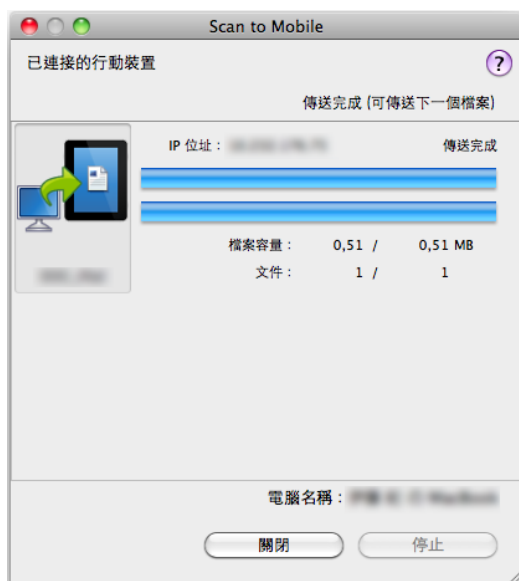 Scan to Mobile
已連接的行動裝置
?
傳送完成 (可傳送下一個檔案)
IP 位址： 傳送完成
檔案容量： 0,51 / 0,51 MB
文件： 1 / 1
電腦名稱：
關閉 停止